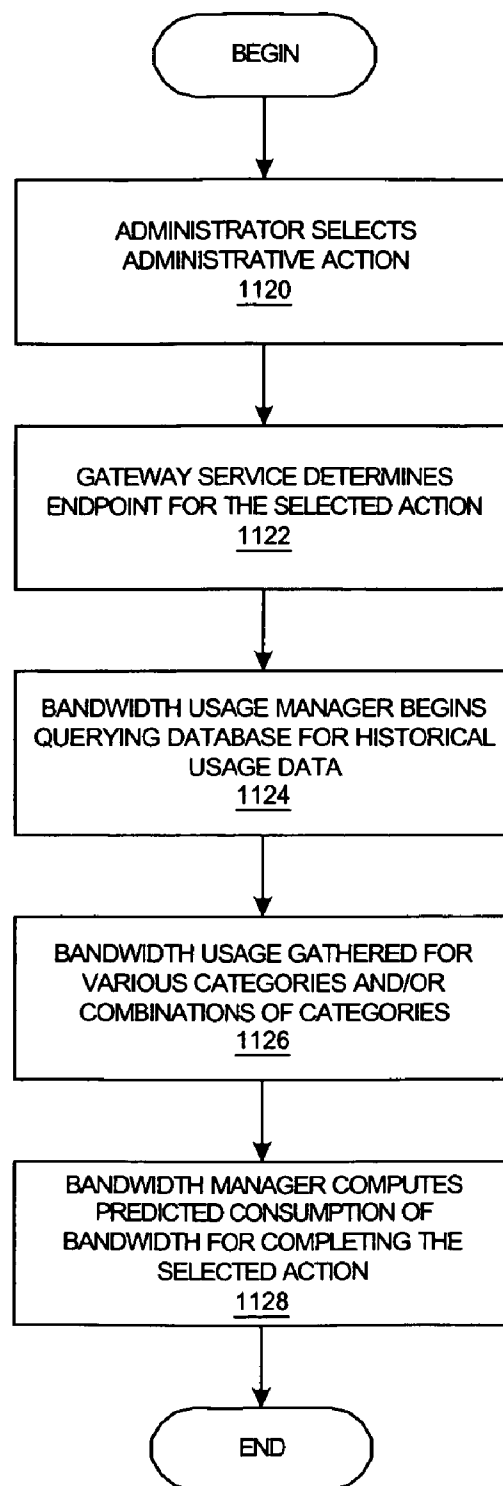 BEGIN
ADMINISTRATOR SELECTS
ADMINISTRATIVE ACTION
1120
GATEWAY SERVICE DETERMINES
ENDPOINT FOR THE SELECTED ACTION
1122
BANDWIDTH USAGE MANAGER BEGINS
QUERYING DATABASE FOR HISTORICAL
USAGE DATA
1124
BANDWIDTH USAGE GATHERED FOR
VARIOUS CATEGORIES AND/OR
COMBINATIONS OF CATEGORIES
1126
BANDWIDTH MANAGER COMPUTES
PREDICTED CONSUMPTION OF
BANDWIDTH FOR COMPLETING THE
SELECTED ACTION
1128
END